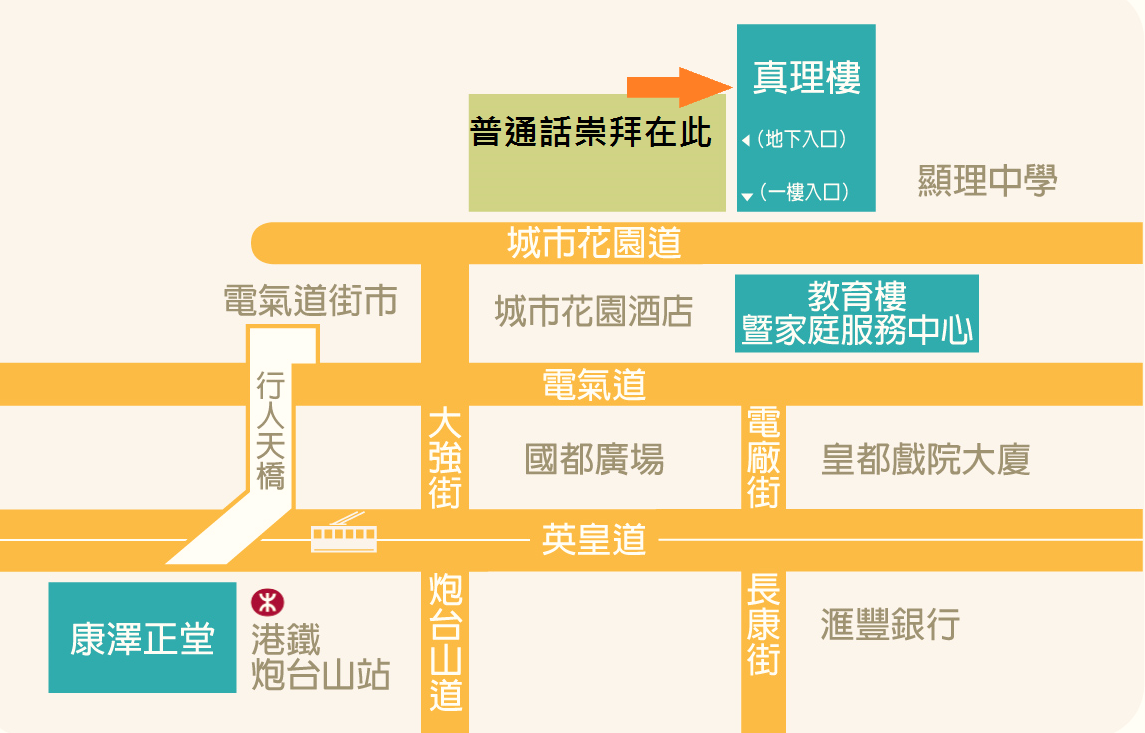 真理樓
普通話崇拜在此
(地下入口)
(一樓入口)
顯理中學
城市花園道
電氣道街市
城市花園酒店
教育樓
暨家庭服務中心
電氣道
行人天橋
大強街
國都廣場
電廠街
皇都戲院大廈
英皇道
康澤正堂
港鐵
炮台山站
炮台山道
長康街
滙豐銀行